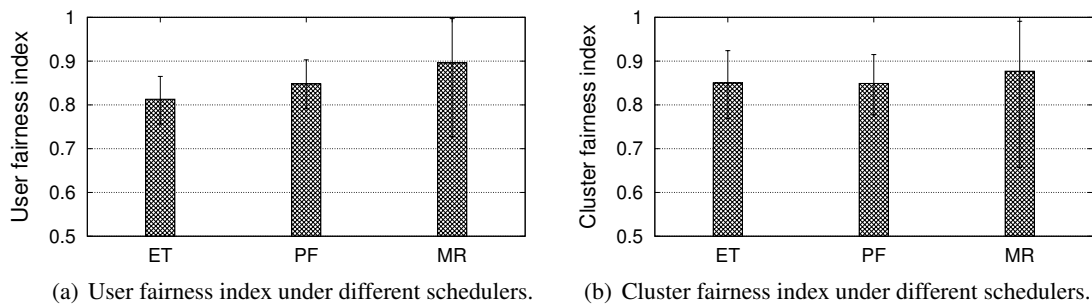 User fairness index
1
0.9
0.8
0.7
0.6
0.5
ET PF MR
(a) User fairness index under different schedulers.
Cluster fairness index
1
0.9
0.8
0.7
0.6
0.5
ET PF MR
(b) Cluster fairness index under different schedulers.